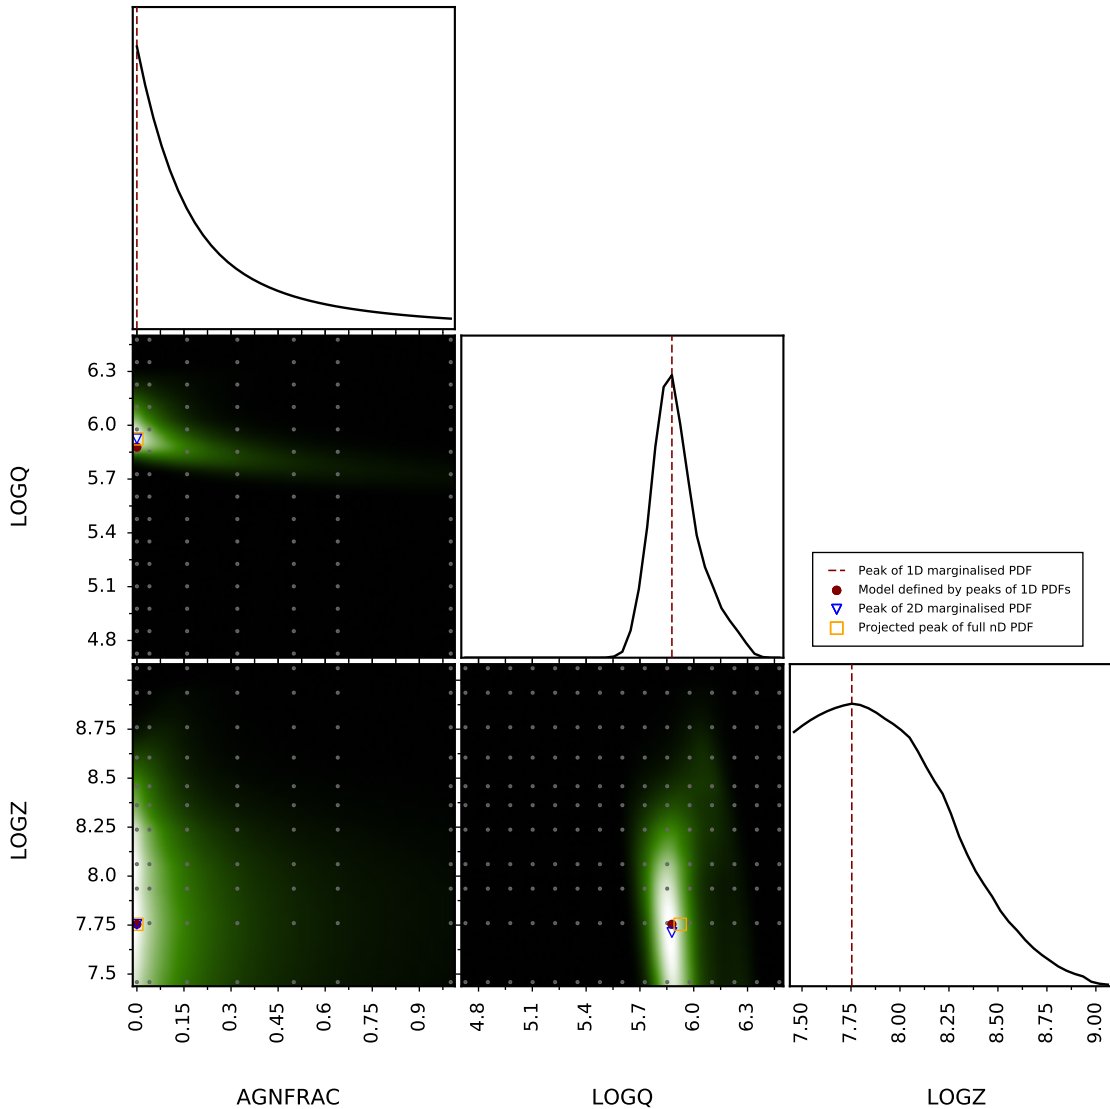 6.3
6.0
5.7
5.4
5.1
4.8
LOGQ
Peak of 1D marginalised PDF
Model defined by peaks of 1D PDFs
Peak of 2D marginalised PDF
Projected peak of full nD PDF
8.75
8.5
8.25
8.0
7.75
7.5
LOGZ
0.0 0.15 0.3 0.45 0.6 0.75 0.9
4.8 5.1 5.4 5.7 6.0 6.3
7.50 7.75 8.00 8.25 8.50 8.75 9.00
AGNFRAC LOGQ LOGZ